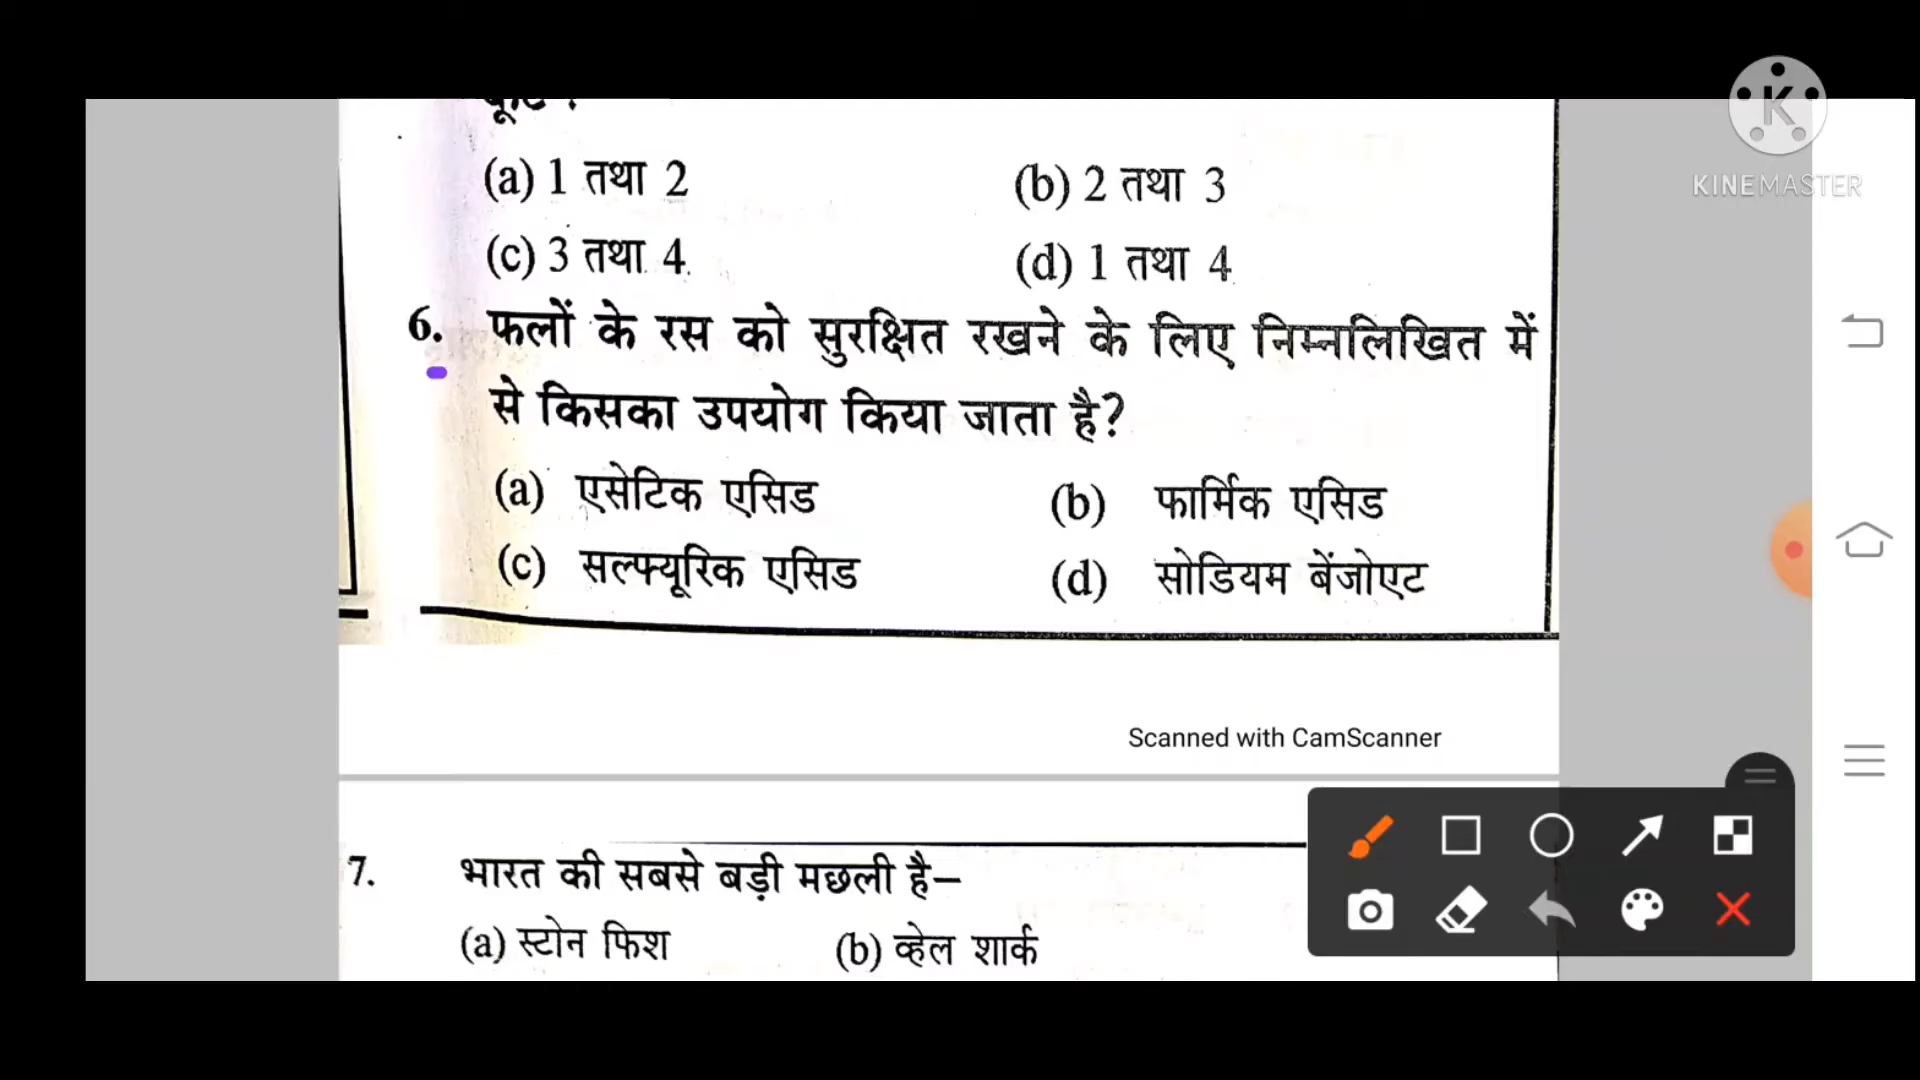 (a) 1 तथा 2 (b) 2 तथा 3
(c) 3 तथा 4 (d) 1 तथा 4
6. फलों के रस को सुरक्षित रखने के लिए निम्नलिखित में
से किसका उपयोग किया जाता है?
(a) एसेटिक एसिड (b) फार्मिक एसिड
(c) सल्फ्यूरिक एसिड (d) सोडियम बेंजोएट
Scanned with CamScanner
7. भारत की सबसे बड़ी मछली है–
(a) स्टोन फिश (b) व्हेल शार्क
K
KINEMASTER